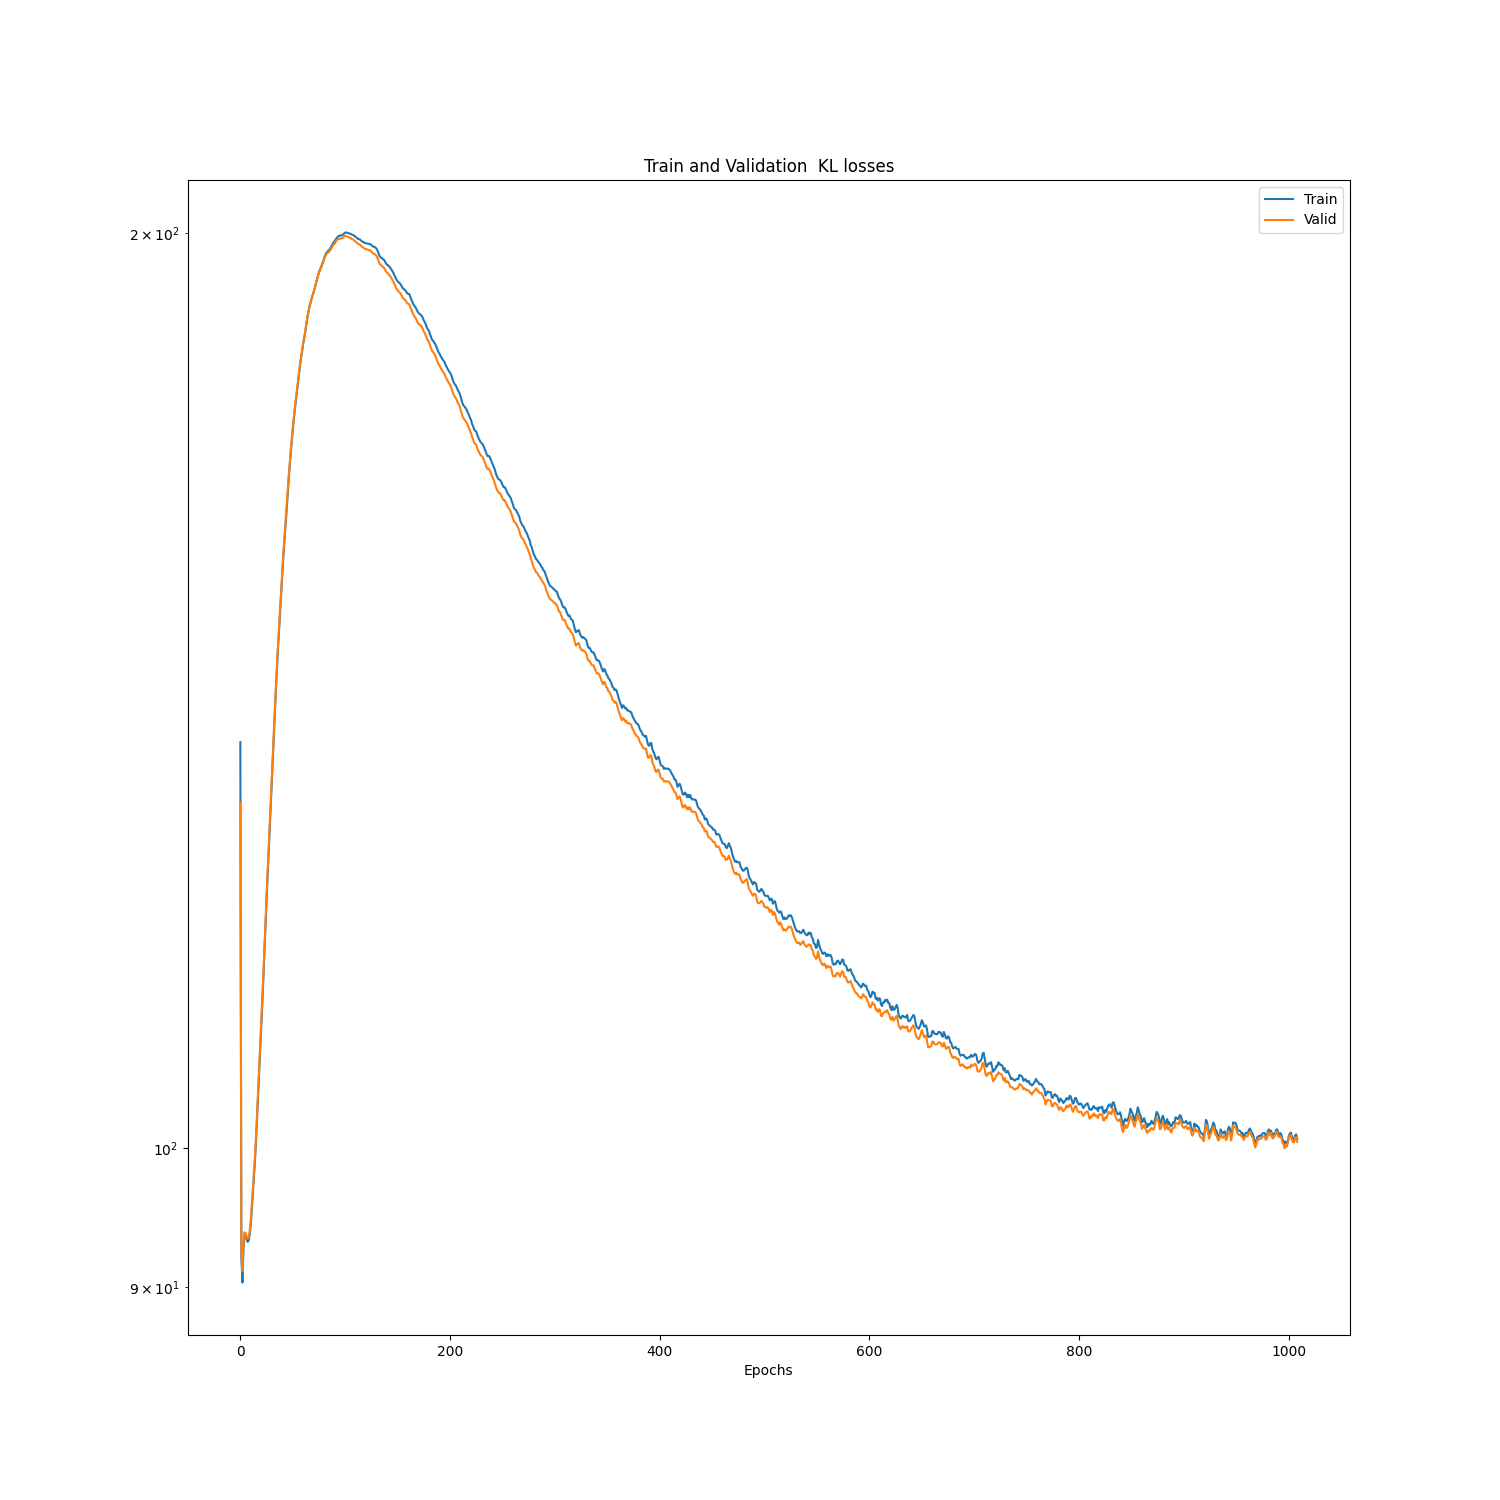 Train and Validation  KL losses
Train
Valid
2 × 10²
10²
9 × 10¹
0 200 400 600 800 1000
Epochs